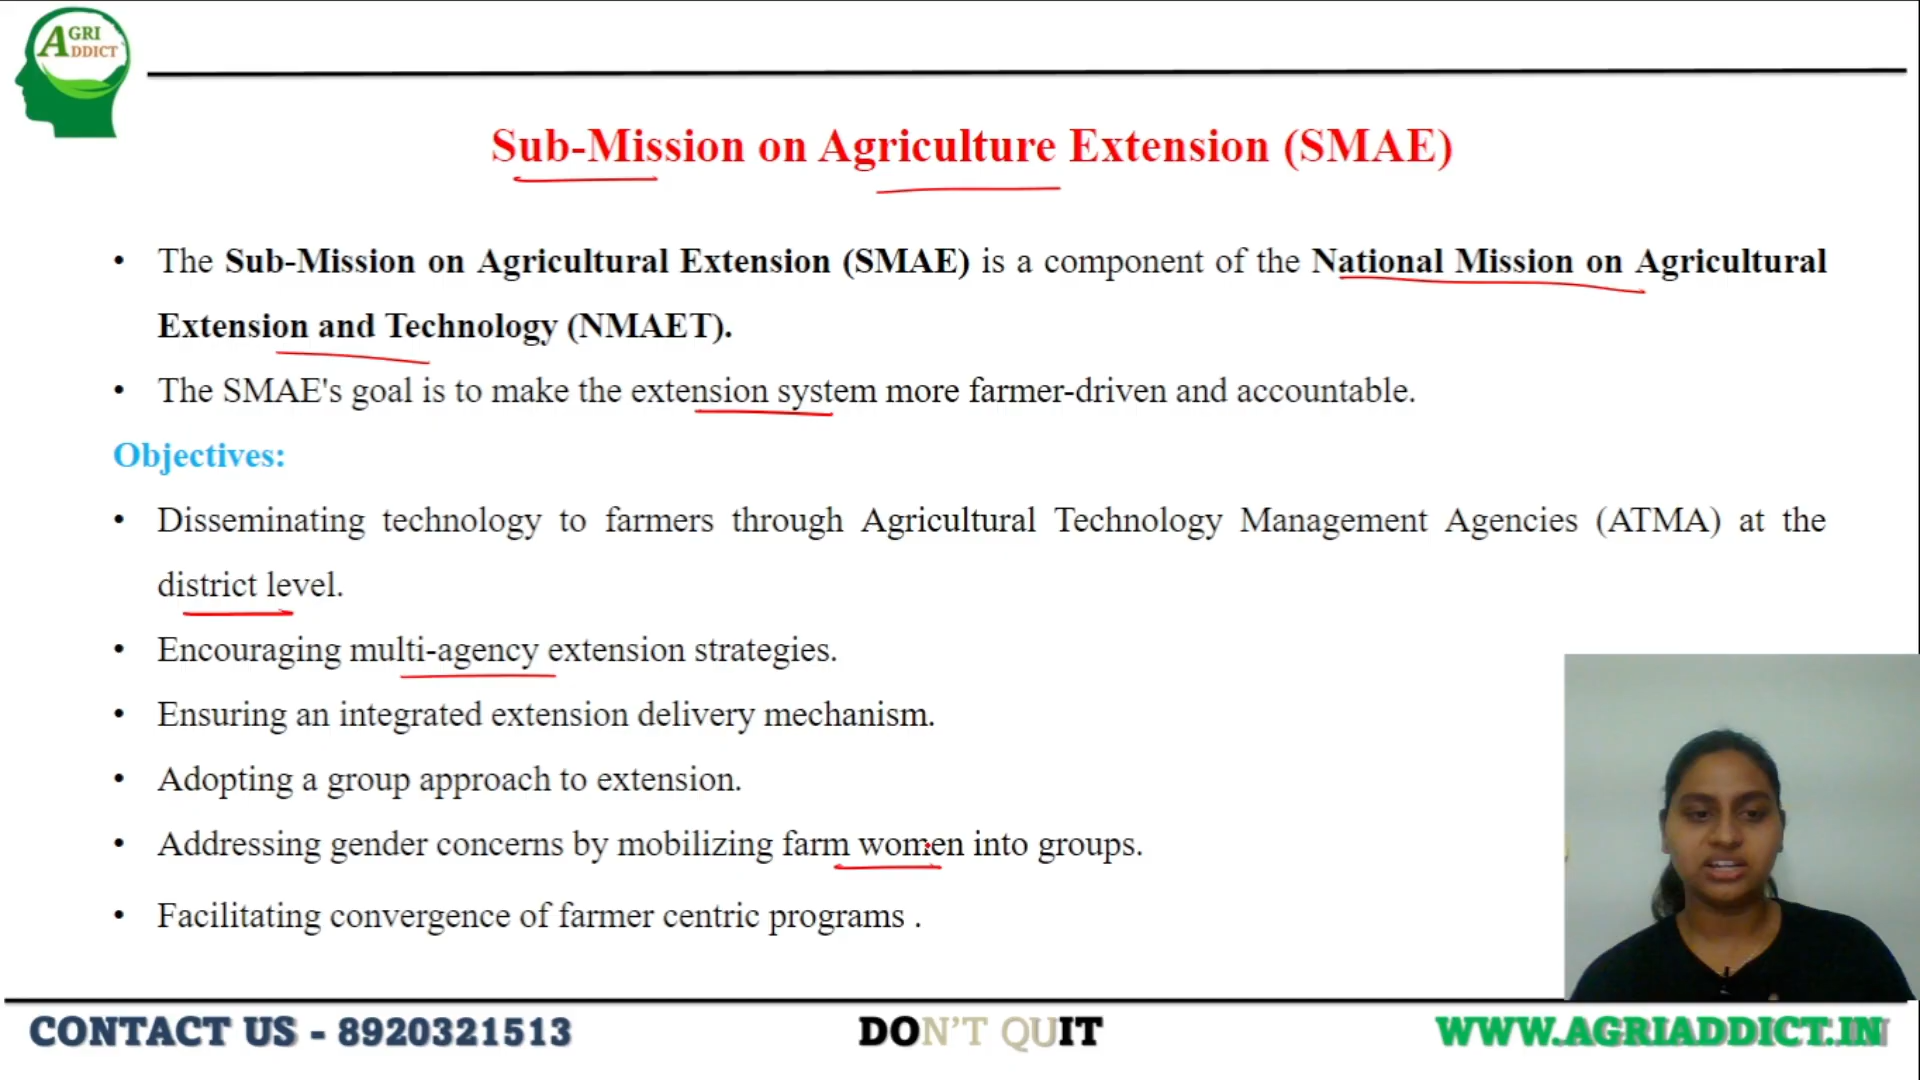 AGRI
ADDICT
Sub-Mission on Agriculture Extension (SMAE)
• The Sub-Mission on Agricultural Extension (SMAE) is a component of the National Mission on Agricultural
Extension and Technology (NMAET).
• The SMAE's goal is to make the extension system more farmer-driven and accountable.
Objectives:
• Disseminating technology to farmers through Agricultural Technology Management Agencies (ATMA) at the
district level.
• Encouraging multi-agency extension strategies.
• Ensuring an integrated extension delivery mechanism.
• Adopting a group approach to extension.
• Addressing gender concerns by mobilizing farm women into groups.
• Facilitating convergence of farmer centric programs .
CONTACT US - 8920321513
DON'T QUIT
WWW.AGRIADDICT.IN